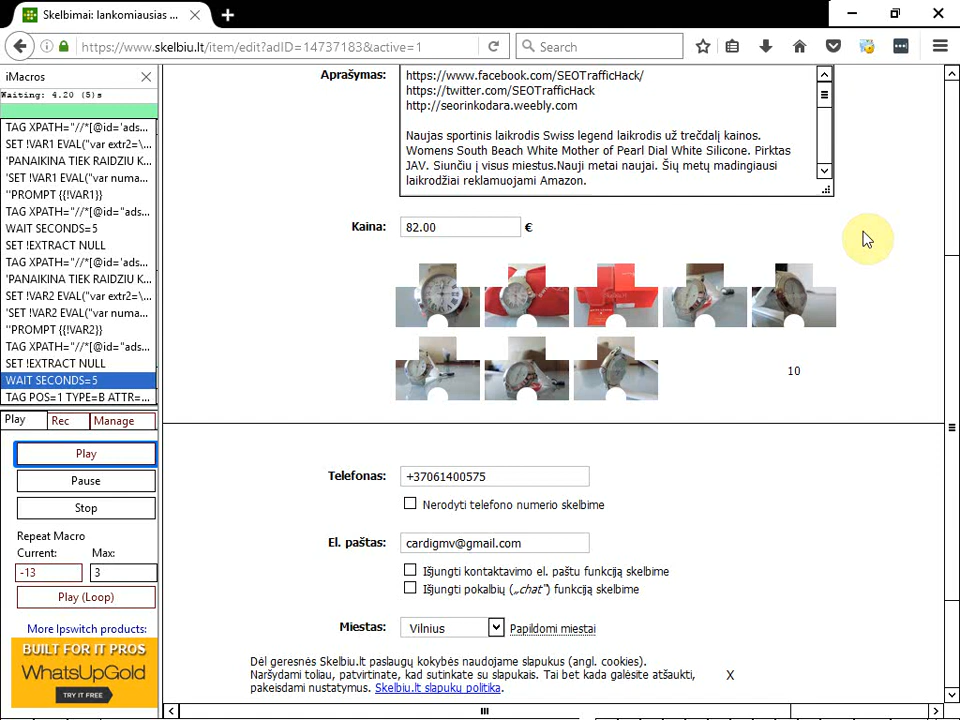 Skelbimai: lankomiausias ...
https://www.skelbiu.lt/item/edit?adID=14737183&active=1
Search
iMacros
Waiting: 4.20 (5)s
TAG XPATH="//*[@id='ads...
SET !VAR1 EVAL("var extr2=\...
'PANAIKINA TIEK RAIDZIU K...
'SET !VAR1 EVAL("var numa...
''PROMPT {{!VAR1}}
TAG XPATH="//*[@id="ads...
WAIT SECONDS=5
SET !EXTRACT NULL
TAG XPATH="//*[@id='ads...
'PANAIKINA TIEK RAIDZIU K...
SET !VAR2 EVAL("var extr2=\...
'SET !VAR2 EVAL("var numa...
''PROMPT {{!VAR2}}
TAG XPATH="//*[@id='ads...
SET !EXTRACT NULL
WAIT SECONDS=5
TAG POS=1 TYPE=B ATTR=...
Play
Rec
Manage
Play
Pause
Stop
Repeat Macro
Current:
Max:
-13
3
Play (Loop)
More Ipswitch products:
BUILT FOR IT PROS
WhatsUpGold
TRY IT FREE
Aprašymas:
https://www.facebook.com/SEOTrafficHack/
https://twitter.com/SEOTrafficHack
http://seorinkodara.weebly.com
Naujas sportinis laikrodis Swiss legend laikrodis už trečdalį kainos.
Womens South Beach White Mother of Pearl Dial White Silicone. Pirktas
JAV. Siunčiu į visus miestus.Nauji metai naujai. Šių metų madingiausi
laikrodžiai reklamuojami Amazon.
Kaina:
82.00
€
10
Telefonas:
+37061400575
Nerodyti telefono numerio skelbime
El. paštas:
cardigmv@gmail.com
Išjungti kontaktavimo el. paštu funkciją skelbime
Išjungti pokalbių („chat”) funkciją skelbime
Miestas:
Vilnius
Papildomi miestai
Dėl geresnės Skelbiu.lt paslaugų kokybės naudojame slapukus (angl. cookies).
Naršydami toliau, patvirtinate, kad sutinkate su slapukais. Tai bet kada galėsite atšaukti,
pakeisdami nustatymus. Skelbiu.lt slapukų politika.
X